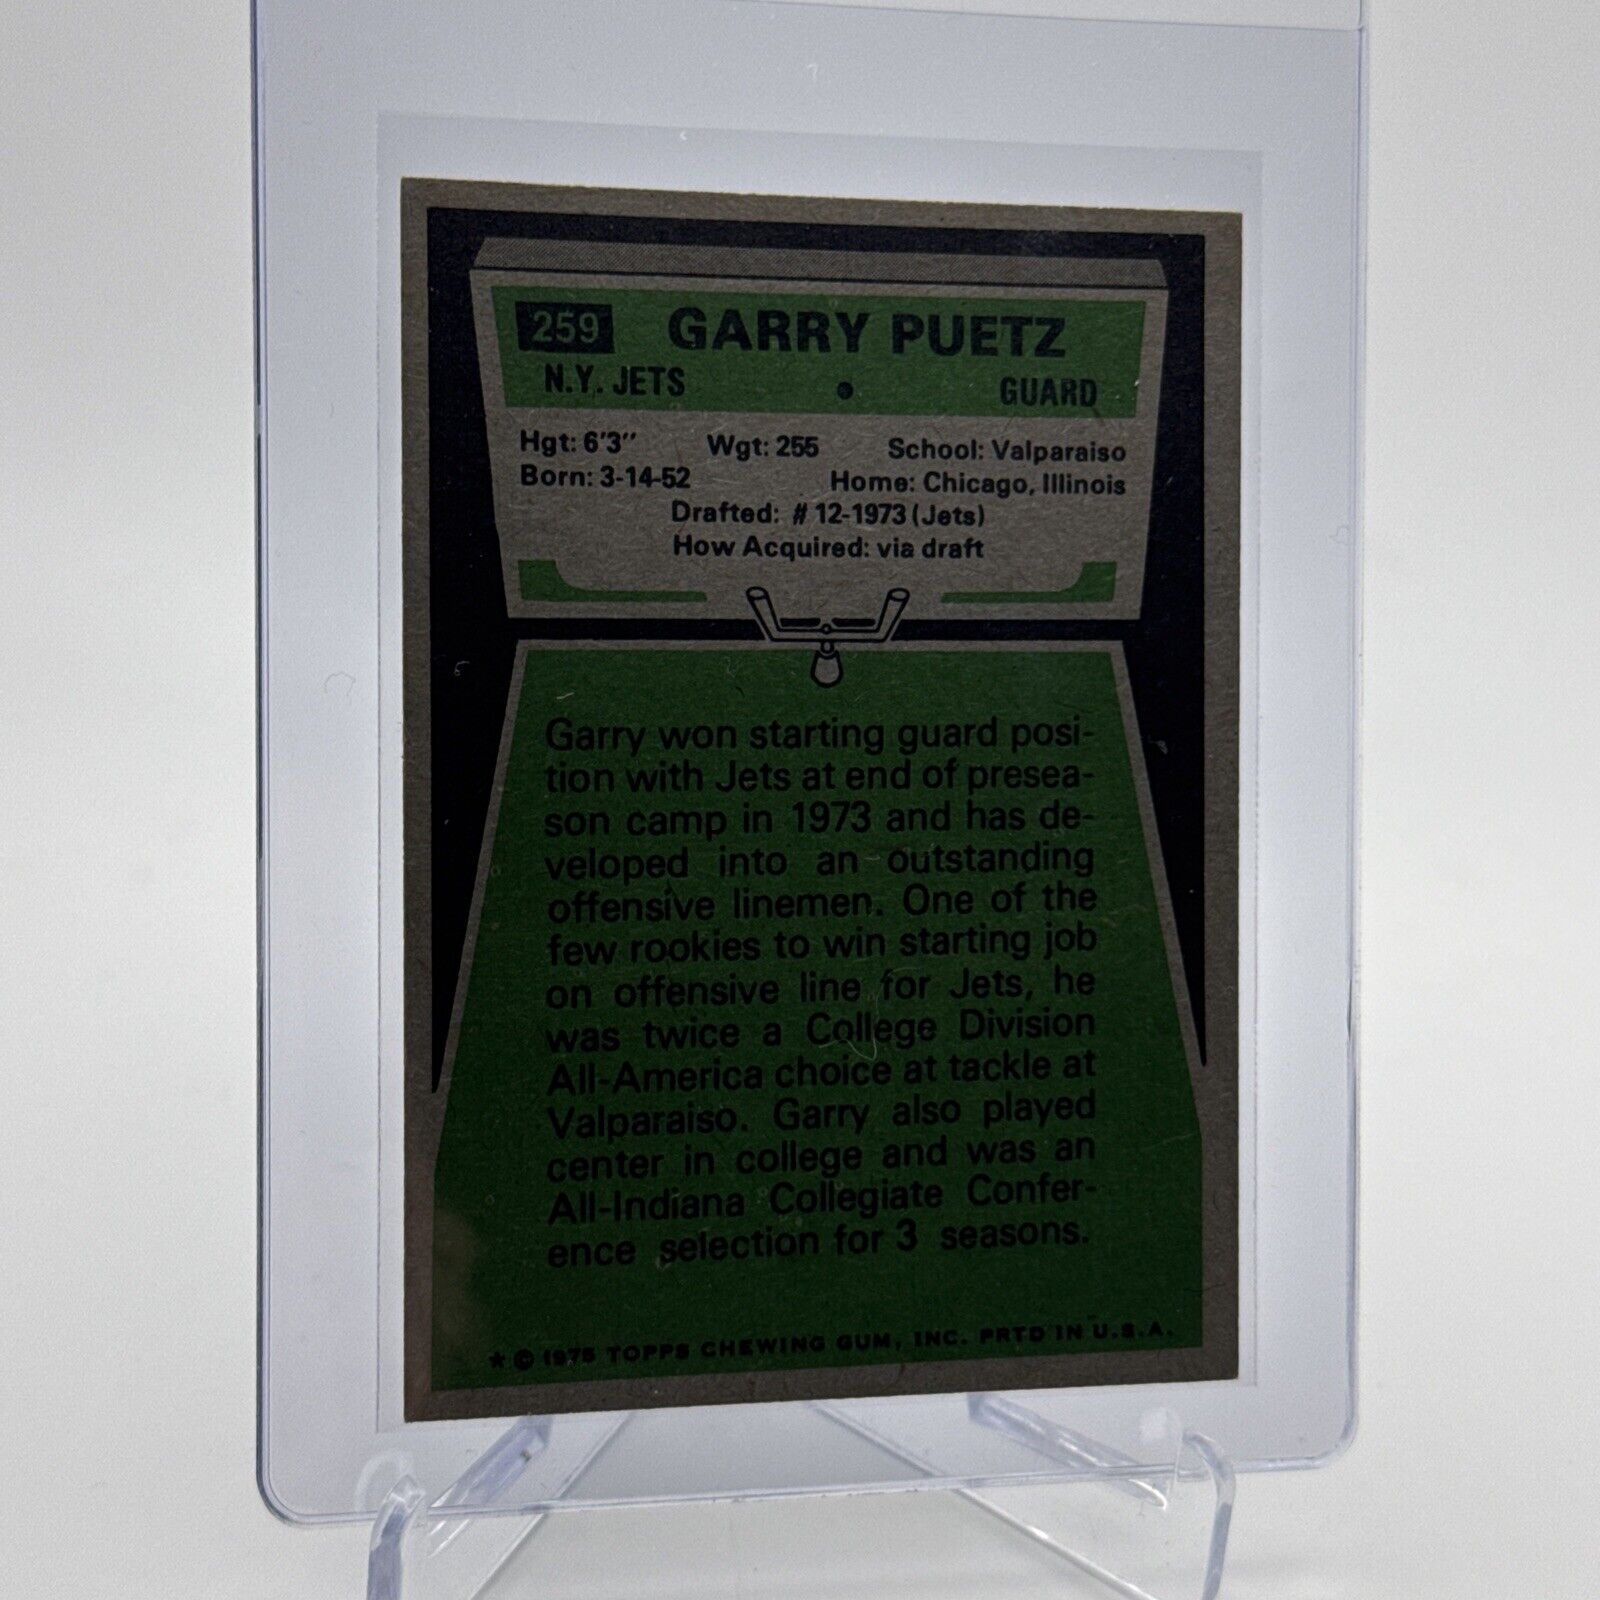 259 GARRY PUETZ
N.Y. JETS • GUARD
Hgt: 6'3" Wgt: 255 School: Valparaiso
Born: 3-14-52 Home: Chicago, Illinois
Drafted: # 12-1973 (Jets)
How Acquired: via draft
Garry won starting guard posi-
tion with Jets at end of presea-
son camp in 1973 and has de-
veloped into an outstanding
offensive linemen. One of the
few rookies to win starting job
on offensive line for Jets, he
was twice a College Division
All-America choice at tackle at
Valparaiso. Garry also played
center in college and was an
All-Indiana Collegiate Confer-
ence selection for 3 seasons.
★ © 1975 TOPPS CHEWING GUM, INC. PRTD IN U.S.A.